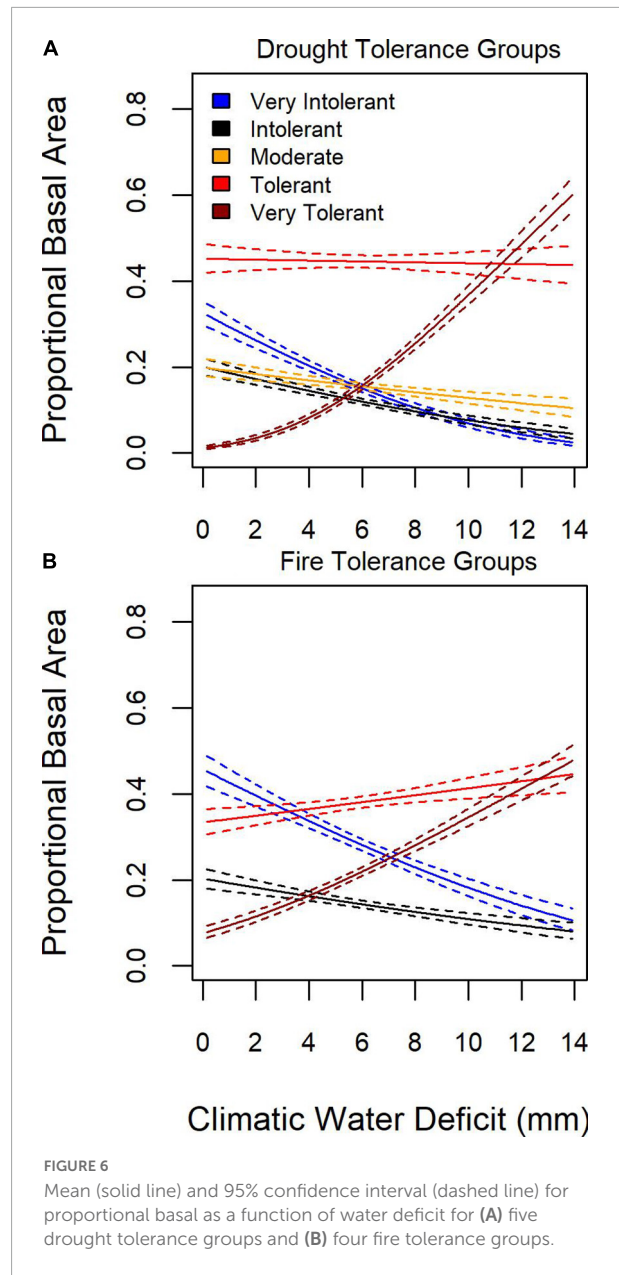 A
Drought Tolerance Groups
Very Intolerant
Intolerant
Moderate
Tolerant
Very Tolerant
Proportional Basal Area
0.8
0.6
0.4
0.2
0.0
0 2 4 6 8 10 12 14
B
Fire Tolerance Groups
Proportional Basal Area
0.8
0.6
0.4
0.2
0.0
0 2 4 6 8 10 12 14
Climatic Water Deficit (mm)
FIGURE 6
Mean (solid line) and 95% confidence interval (dashed line) for
proportional basal as a function of water deficit for (A) five
drought tolerance groups and (B) four fire tolerance groups.